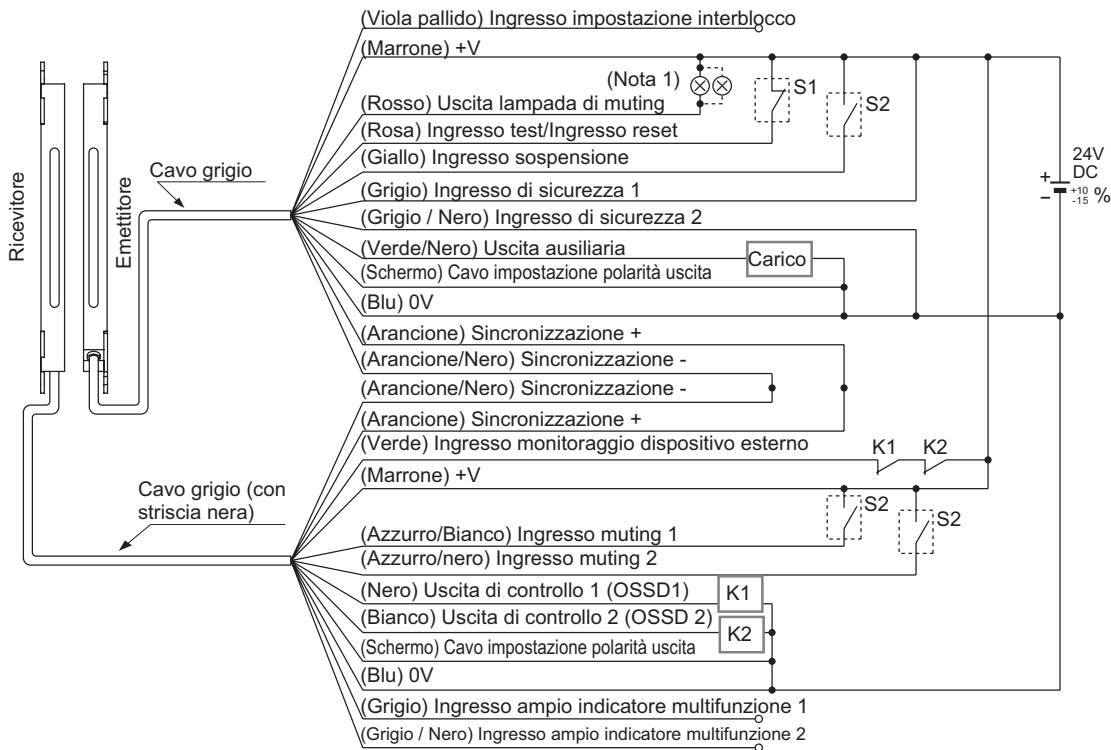 (Viola pallido) Ingresso impostazione interblocco
(Marrone) +V
(Nota 1)
S1
S2
(Rosso) Uscita lampada di muting
(Rosa) Ingresso test/Ingresso reset
(Giallo) Ingresso sospensione
(Grigio) Ingresso di sicurezza 1
(Grigio / Nero) Ingresso di sicurezza 2
(Verde/Nero) Uscita ausiliaria
Carico
(Schermo) Cavo impostazione polarità uscita
(Blu) 0V
24V
DC
+
−
+10
-15 %
Ricevitore
Emettitore
Cavo grigio
(Arancione) Sincronizzazione +
(Arancione/Nero) Sincronizzazione -
(Arancione/Nero) Sincronizzazione -
(Arancione) Sincronizzazione +
(Verde) Ingresso monitoraggio dispositivo esterno
K1
K2
(Marrone) +V
S2
S2
Cavo grigio (con
striscia nera)
(Azzurro/Bianco) Ingresso muting 1
(Azzurro/nero) Ingresso muting 2
(Nero) Uscita di controllo 1 (OSSD1)
K1
(Bianco) Uscita di controllo 2 (OSSD 2)
K2
(Schermo) Cavo impostazione polarità uscita
(Blu) 0V
(Grigio) Ingresso ampio indicatore multifunzione 1
(Grigio / Nero) Ingresso ampio indicatore multifunzione 2